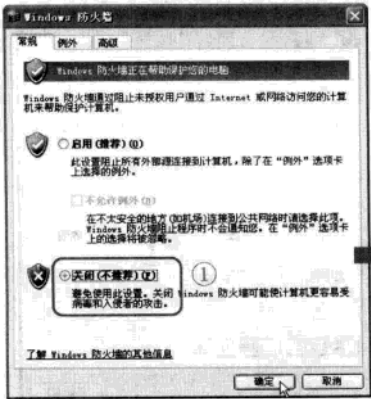 Windows 防火墙
常规 例外 高级
Windows 防火墙正在帮助保护您的电脑
Windows 防火墙通过阻止未授权用户通过 Internet 或网络访问您的计算
机来帮助保护计算机。
启用(推荐)(O)
此设置阻止所有外部源连接到计算机，除了在“例外”选项卡
上选择的例外。
不允许例外(D)
在不太安全的地方(如机场)连接到公共网络时请选择此项。
Windows 防火墙阻止程序时不会通知您。在“例外”选项卡
上的选择将被忽略。
关闭(不推荐)(F) ①
避免使用此设置。关闭 Windows 防火墙可能使计算机更容易受
病毒和入侵者的攻击。
了解 Windows 防火墙的其他信息
确定 取消